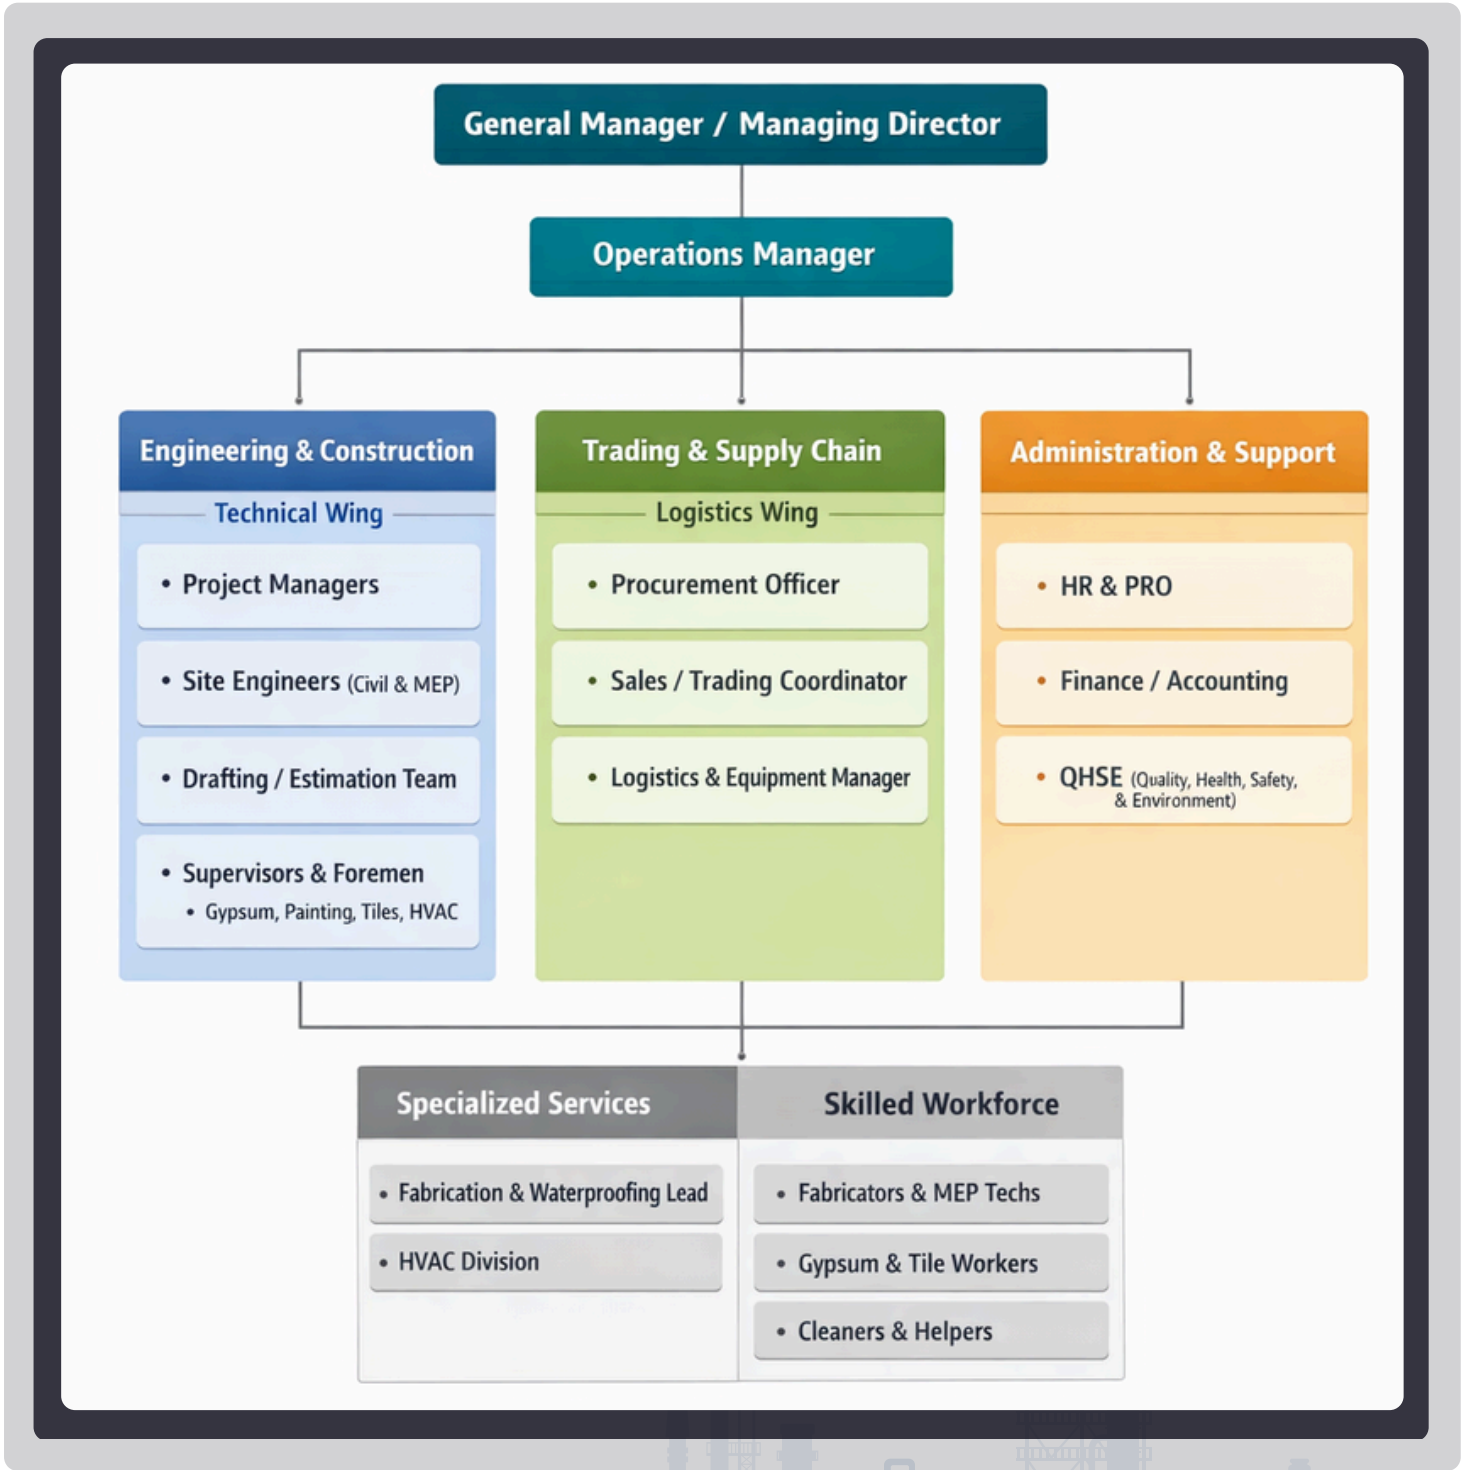 General Manager / Managing Director
Operations Manager
Engineering & Construction
Technical Wing
• Project Managers
• Site Engineers (Civil & MEP)
• Drafting / Estimation Team
• Supervisors & Foremen
• Gypsum, Painting, Tiles, HVAC
Trading & Supply Chain
Logistics Wing
• Procurement Officer
• Sales / Trading Coordinator
• Logistics & Equipment Manager
Administration & Support
• HR & PRO
• Finance / Accounting
• QHSE (Quality, Health, Safety,
& Environment)
Specialized Services
• Fabrication & Waterproofing Lead
• HVAC Division
Skilled Workforce
• Fabricators & MEP Techs
• Gypsum & Tile Workers
• Cleaners & Helpers